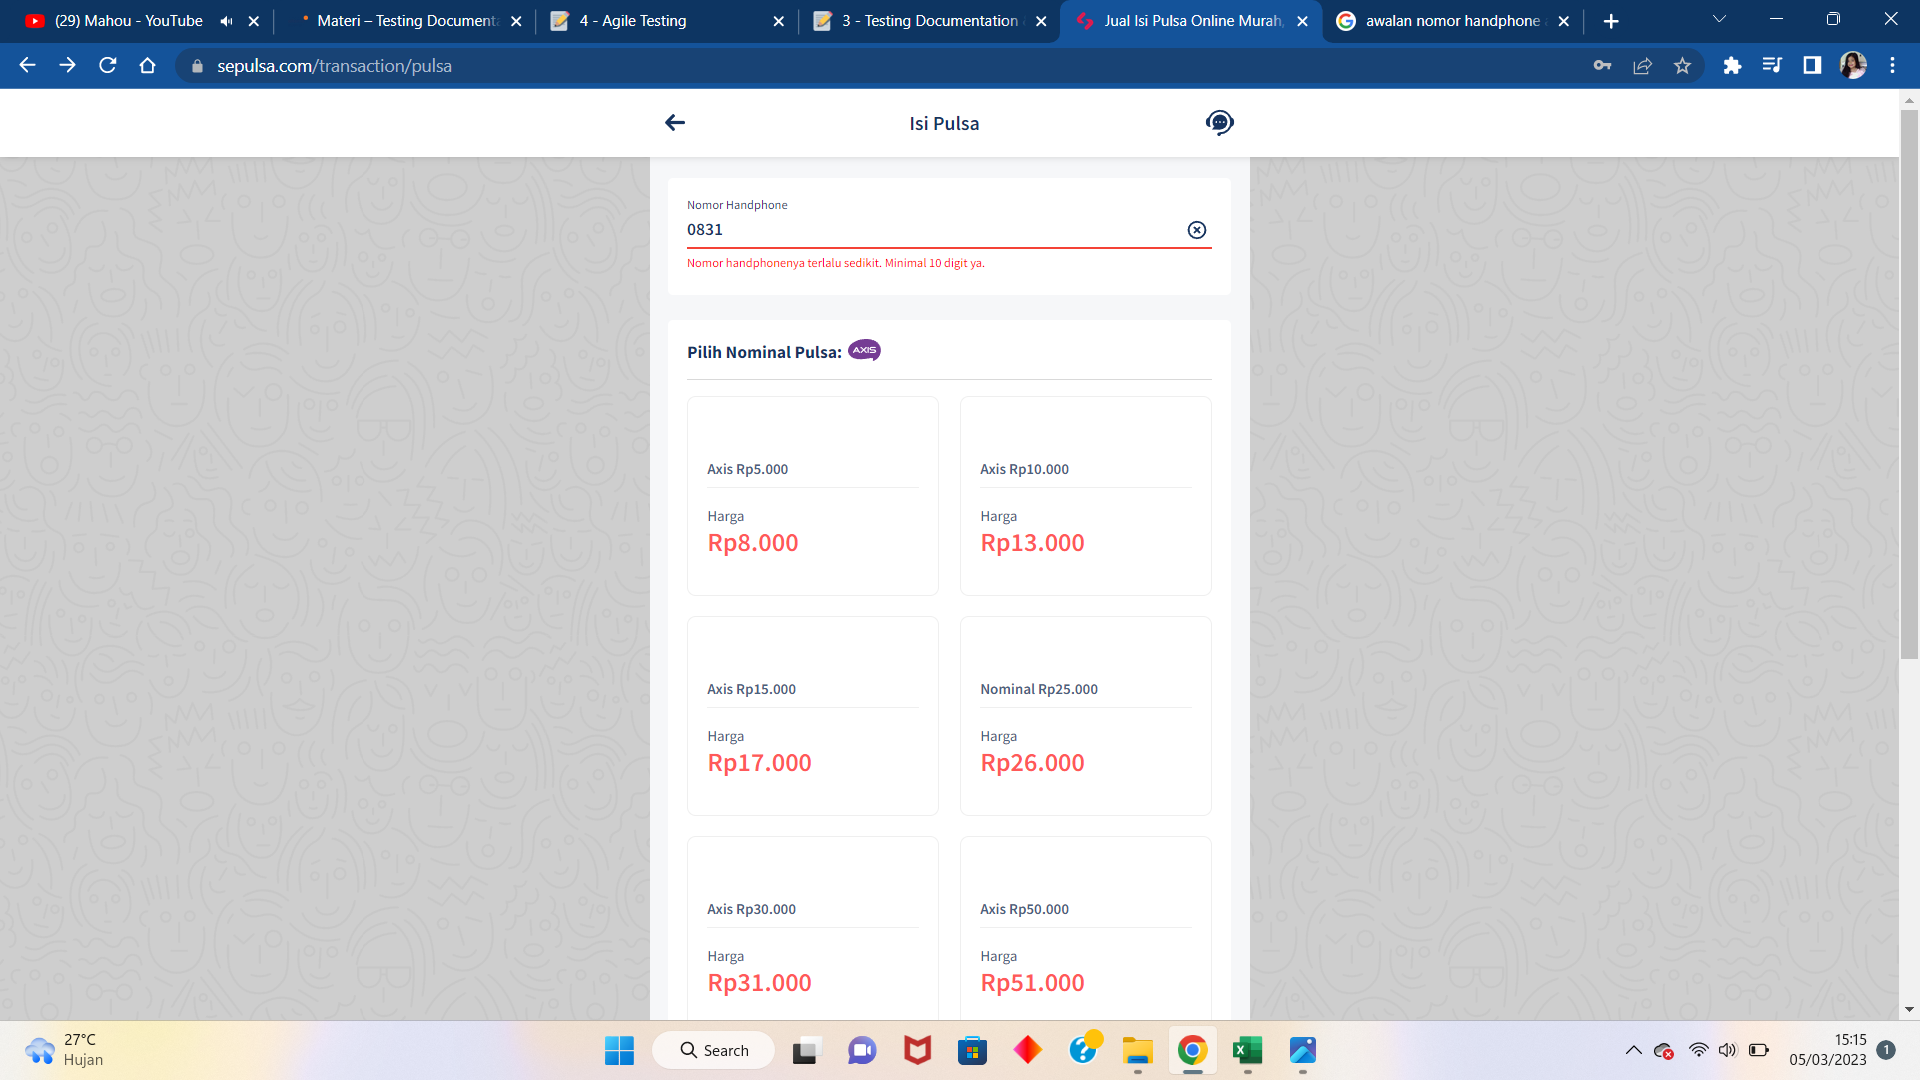 (29) Mahou - YouTube
Materi – Testing Documenta
4 - Agile Testing
3 - Testing Documentation
Jual Isi Pulsa Online Murah,
awalan nomor handphone
sepulsa.com/transaction/pulsa
Isi Pulsa
Nomor Handphone
0831
Nomor handphonenya terlalu sedikit. Minimal 10 digit ya.
Pilih Nominal Pulsa: AXIS
Axis Rp5.000
Harga
Rp8.000
Axis Rp10.000
Harga
Rp13.000
Axis Rp15.000
Harga
Rp17.000
Nominal Rp25.000
Harga
Rp26.000
Axis Rp30.000
Harga
Rp31.000
Axis Rp50.000
Harga
Rp51.000
27°C
Hujan
Search
15:15
05/03/2023
1